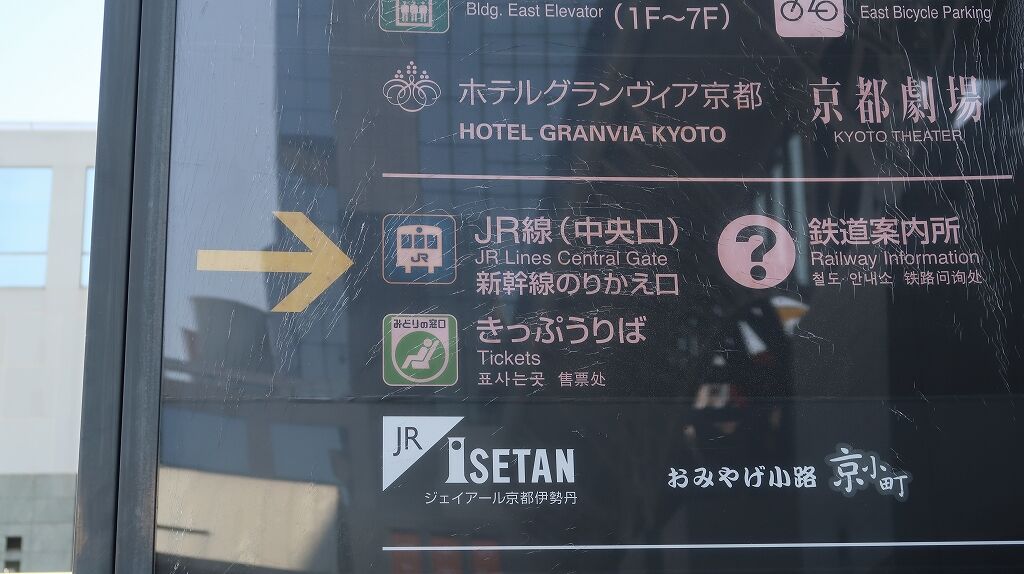 Bldg. East Elevator (1F～7F)
East Bicycle Parking
ホテルグランヴィア京都
HOTEL GRANVIA KYOTO
京都劇場
KYOTO THEATER
JR
JR線(中央口)
JR Lines Central Gate
新幹線のりかえ口
?
鉄道案内所
Railway Information
철도 안내소 铁路问询处
みどりの窓口
きっぷうりば
Tickets
표사는곳 售票处
JR
iSETAN
ジェイアール京都伊勢丹
おみやげ小路 京小町